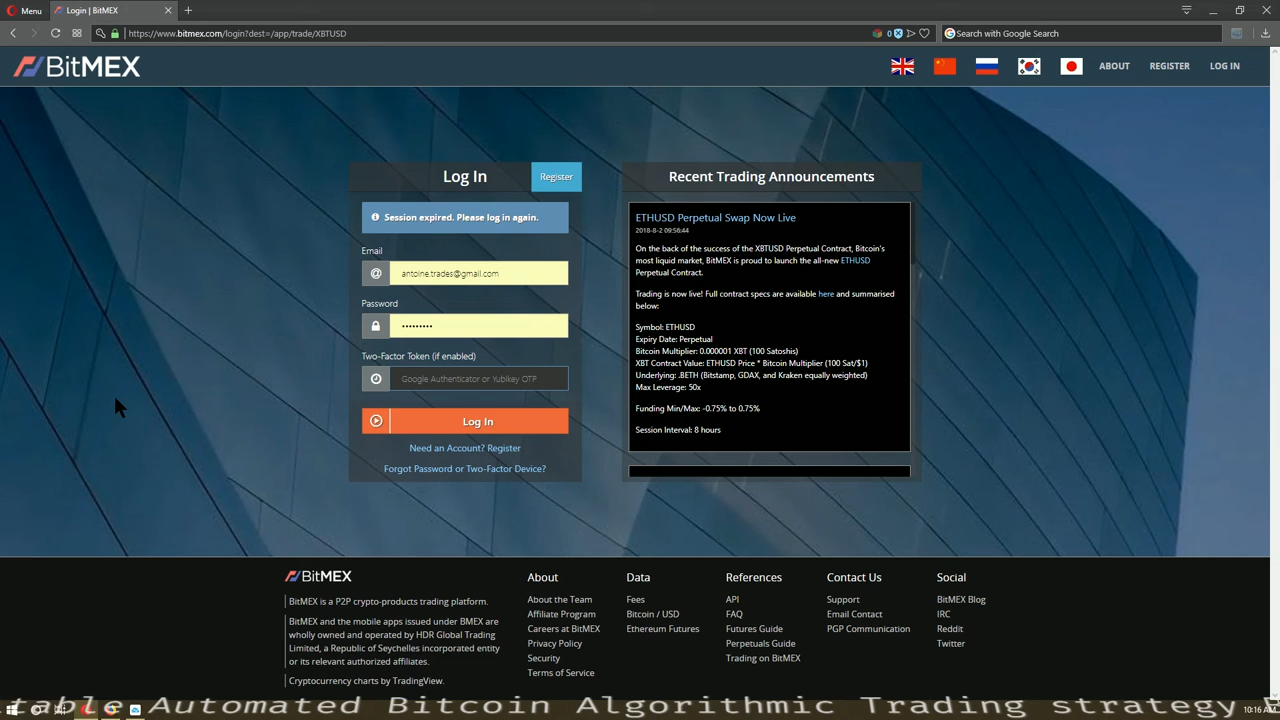 Menu
Login | BitMEX
https://www.bitmex.com/login?dest=/app/trade/XBTUSD
0
Search with Google Search
BitMEX
ABOUT
REGISTER
LOG IN
Log In
Register
Session expired. Please log in again.
Email
antoine.trades@gmail.com
Password
•••••••••
Two-Factor Token (if enabled)
Google Authenticator or Yubikey OTP
Log In
Need an Account? Register
Forgot Password or Two-Factor Device?
Recent Trading Announcements
ETHUSD Perpetual Swap Now Live
2018-8-2 09:56:44
On the back of the success of the XBTUSD Perpetual Contract, Bitcoin's
most liquid market, BitMEX is proud to launch the all-new ETHUSD
Perpetual Contract.
Trading is now live! Full contract specs are available here and summarised
below:
Symbol: ETHUSD
Expiry Date: Perpetual
Bitcoin Multiplier: 0.000001 XBT (100 Satoshis)
XBT Contract Value: ETHUSD Price * Bitcoin Multiplier (100 Sat/$1)
Underlying: .BETH (Bitstamp, GDAX, and Kraken equally weighted)
Max Leverage: 50x
Funding Min/Max: -0.75% to 0.75%
Session Interval: 8 hours
BitMEX
BitMEX is a P2P crypto-products trading platform.
BitMEX and the mobile apps issued under BMEX are
wholly owned and operated by HDR Global Trading
Limited, a Republic of Seychelles incorporated entity
or its relevant authorized affiliates.
Cryptocurrency charts by TradingView.
About
About the Team
Affiliate Program
Careers at BitMEX
Privacy Policy
Security
Terms of Service
Data
Fees
Bitcoin / USD
Ethereum Futures
References
API
FAQ
Futures Guide
Perpetuals Guide
Trading on BitMEX
Contact Us
Support
Email Contact
PGP Communication
Social
BitMEX Blog
IRC
Reddit
Twitter
table Automated Bitcoin Algorithmic Trading strategy
10:16 AM